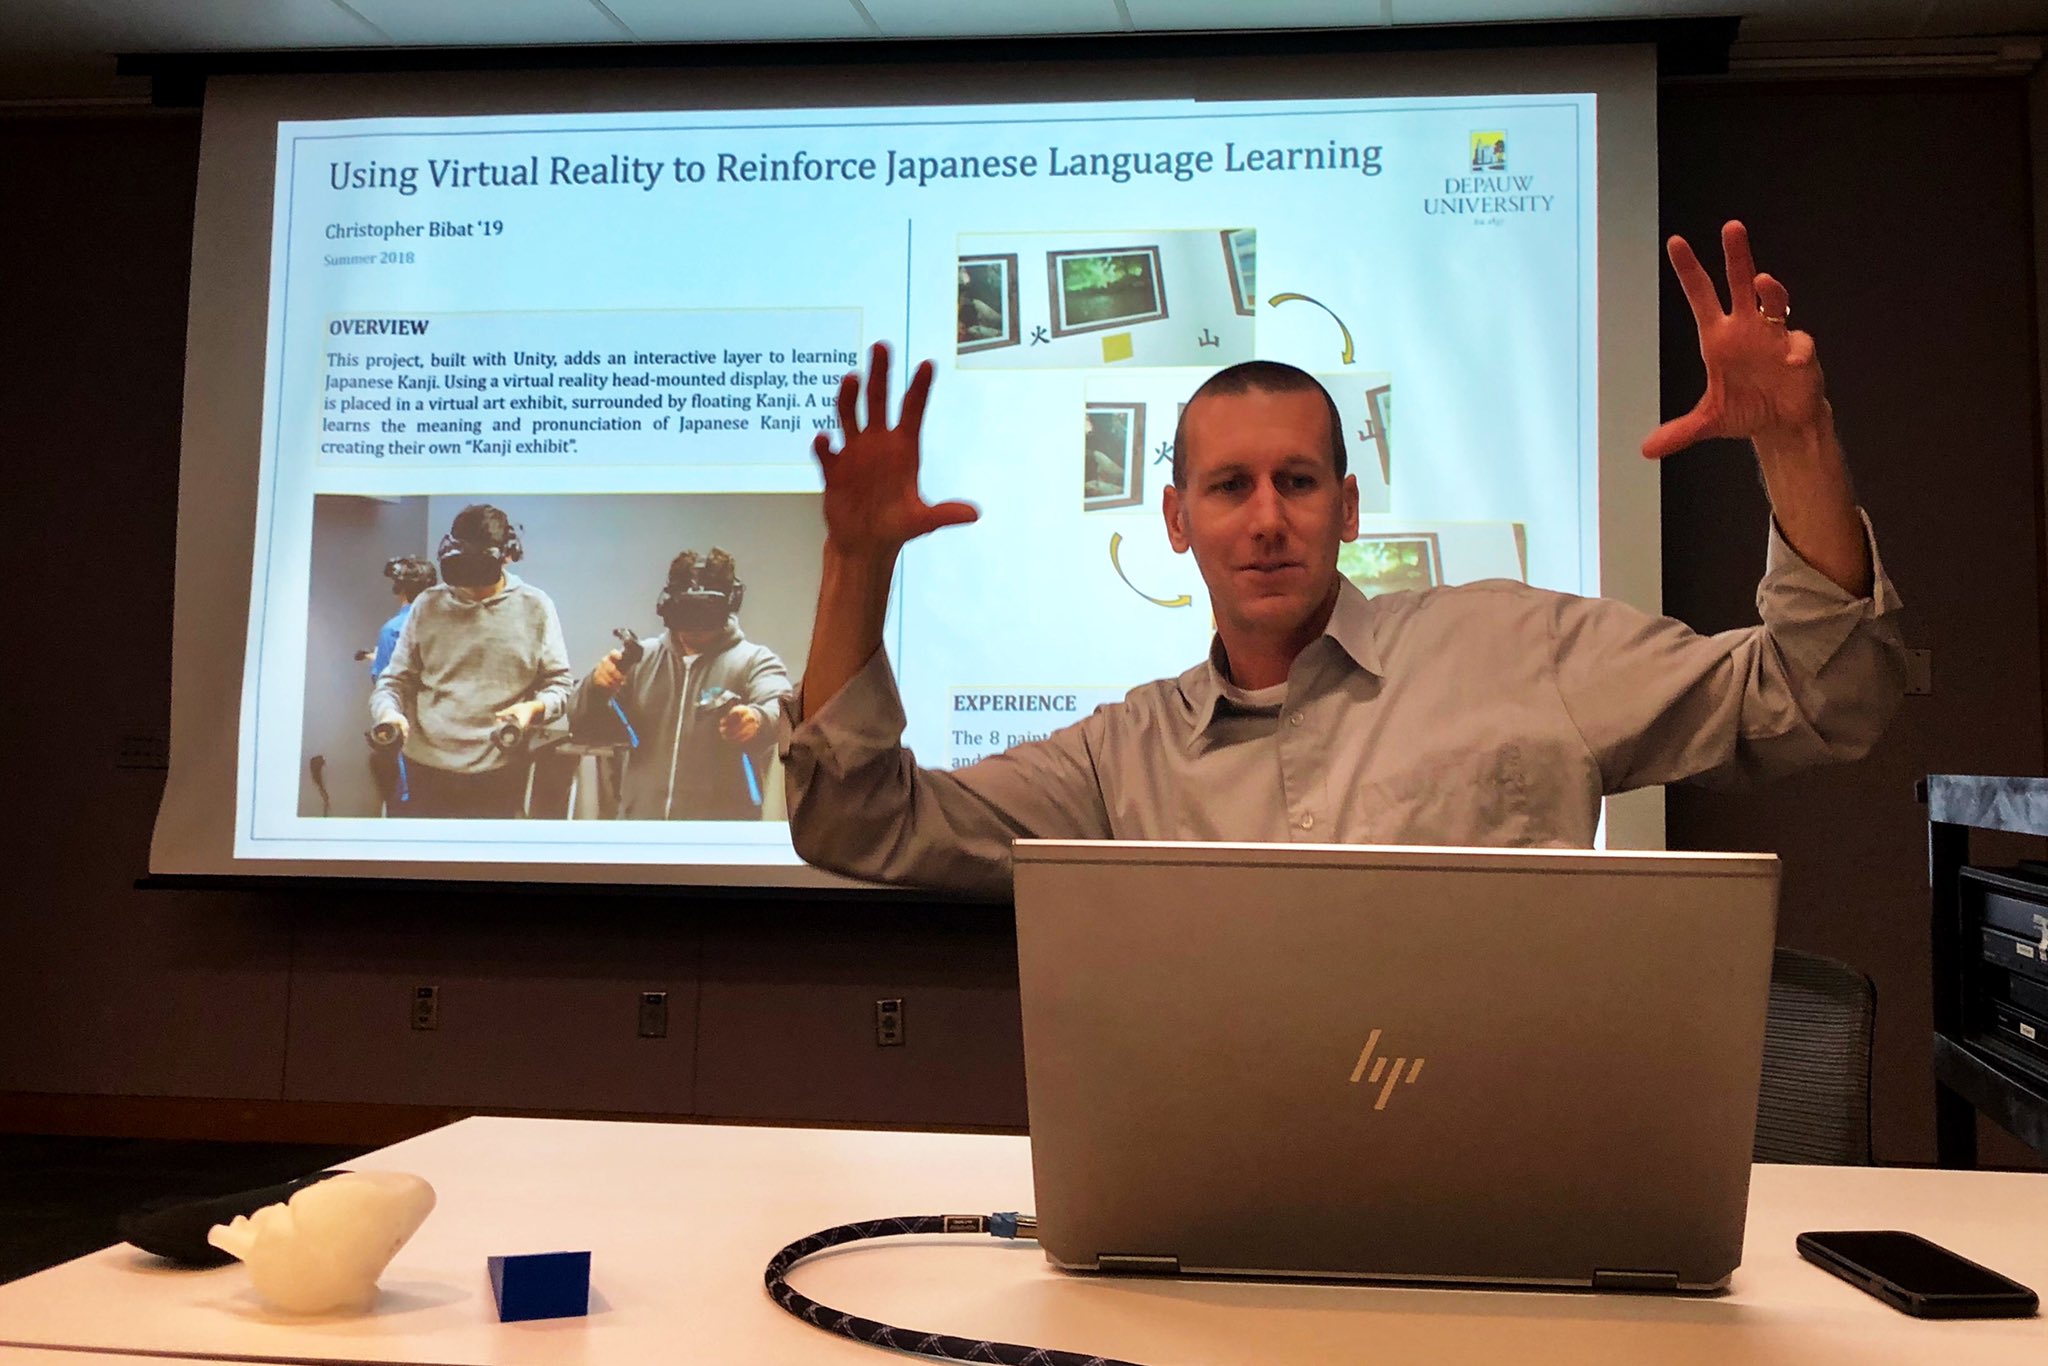 Using Virtual Reality to Reinforce Japanese Language Learning
DEPAUW
UNIVERSITY
Christopher Bibat '19
Summer 2018
OVERVIEW
This project, built with Unity, adds an interactive layer to learning
Japanese Kanji. Using a virtual reality head-mounted display, the
is placed in a virtual art exhibit, surrounded by floating Kanji. A
learns the meaning and pronunciation of Japanese Kanji
creating their own "Kanji exhibit".
火
山
火
山
EXPERIENCE
The 8
and
hp